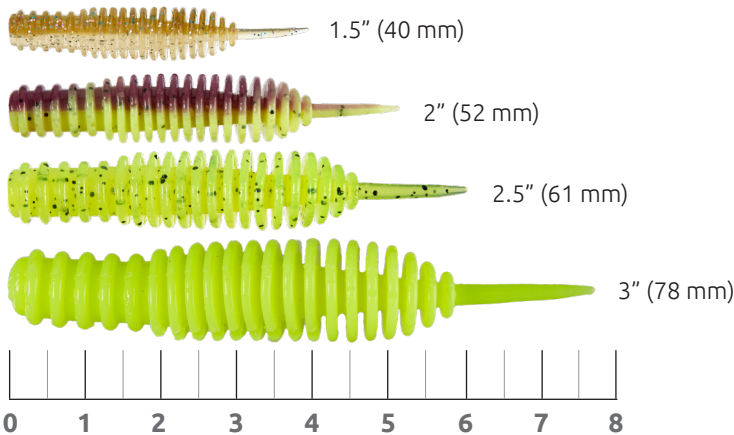 1.5” (40 mm)
2” (52 mm)
2.5” (61 mm)
3” (78 mm)
0 1 2 3 4 5 6 7 8